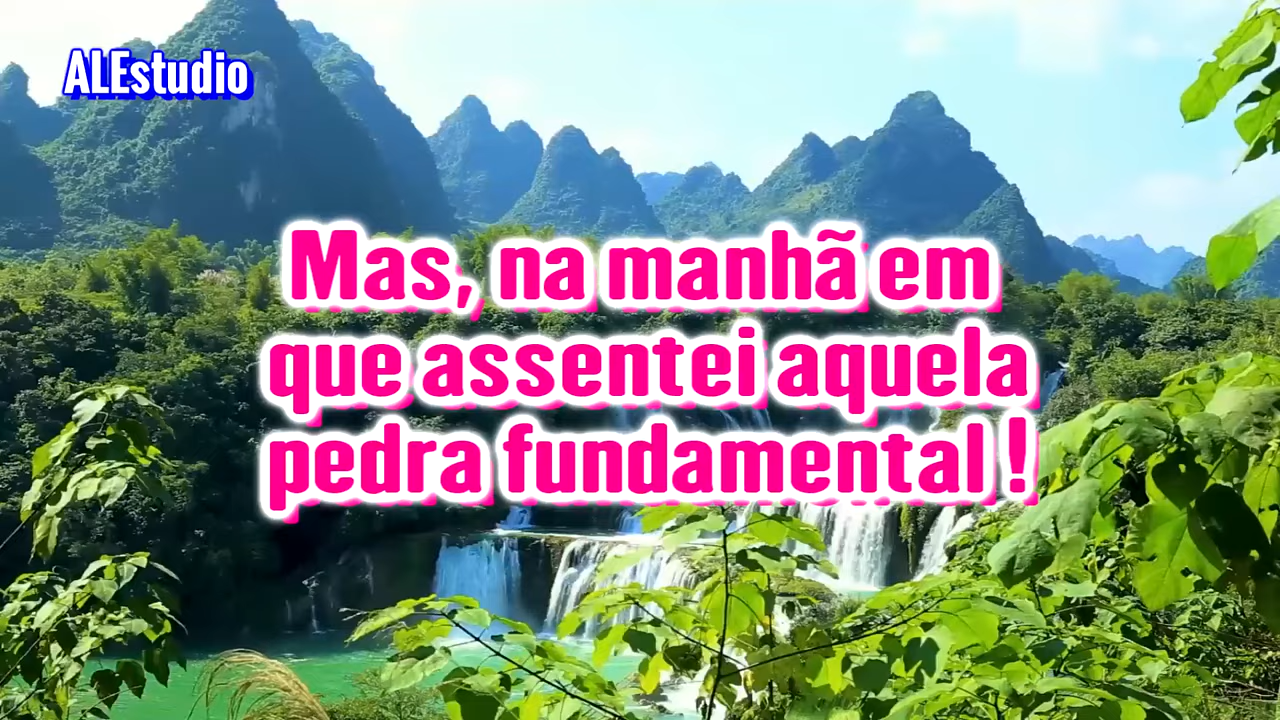 ALEstudio
Mas, na manhã em
que assentei aquela
pedra fundamental !